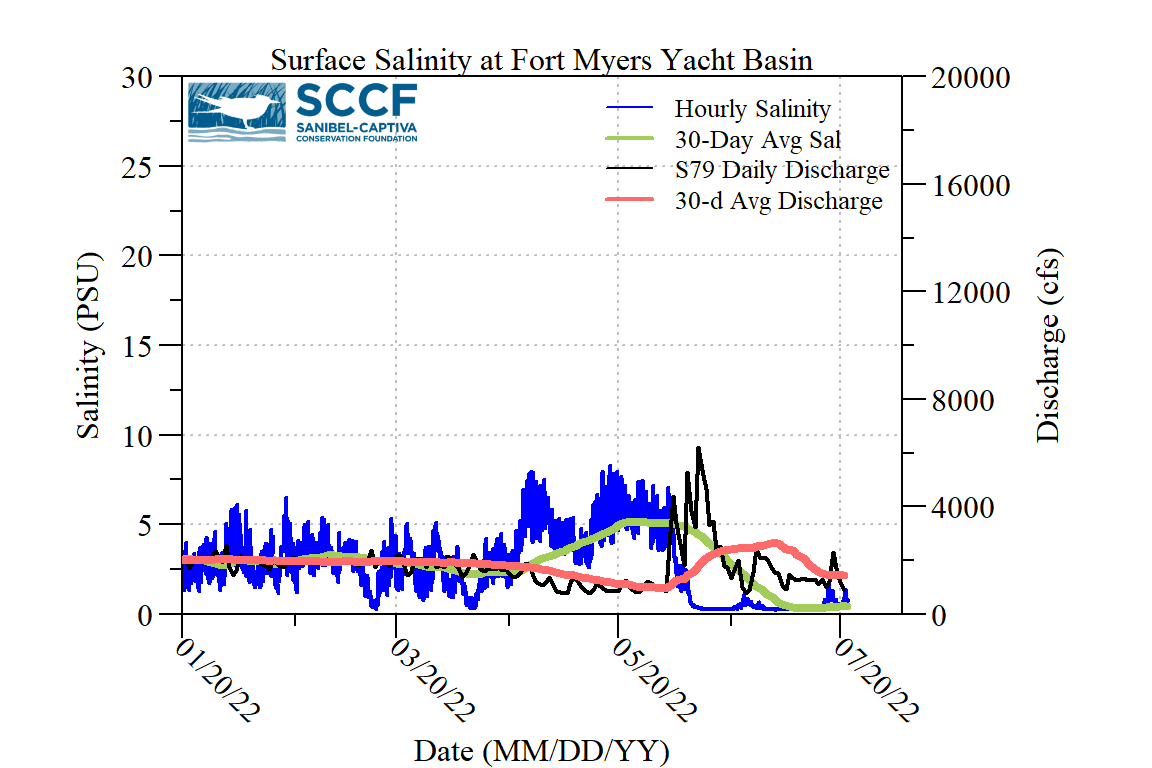 Surface Salinity at Fort Myers Yacht Basin
SCCF
SANIBEL-CAPTIVA
CONSERVATION FOUNDATION
Hourly Salinity
30-Day Avg Sal
S79 Daily Discharge
30-d Avg Discharge
Salinity (PSU)
30
25
20
15
10
5
0
20000
16000
12000
8000
4000
0
Discharge (cfs)
01/20/22
03/20/22
05/20/22
07/20/22
Date (MM/DD/YY)